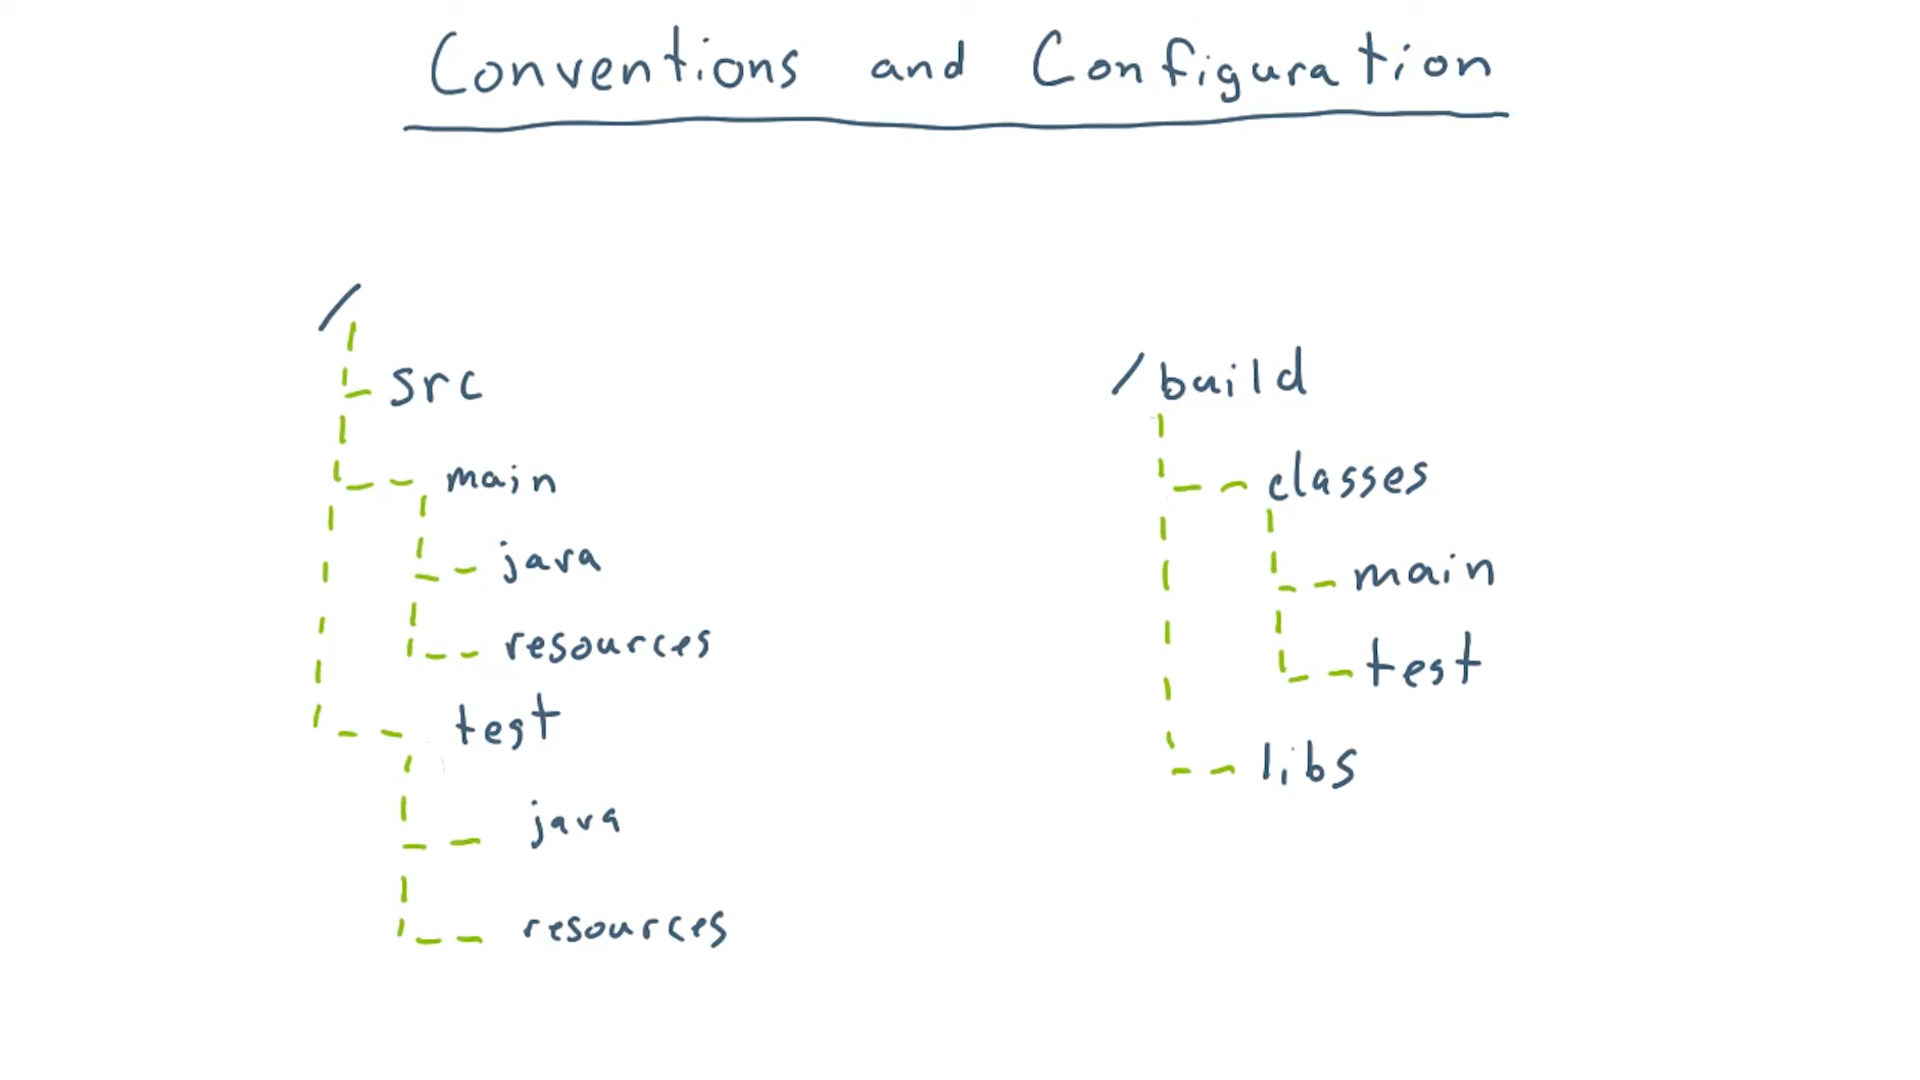 Conventions and Configuration
/
src
main
java
resources
test
java
resources
/build
classes
main
test
libs